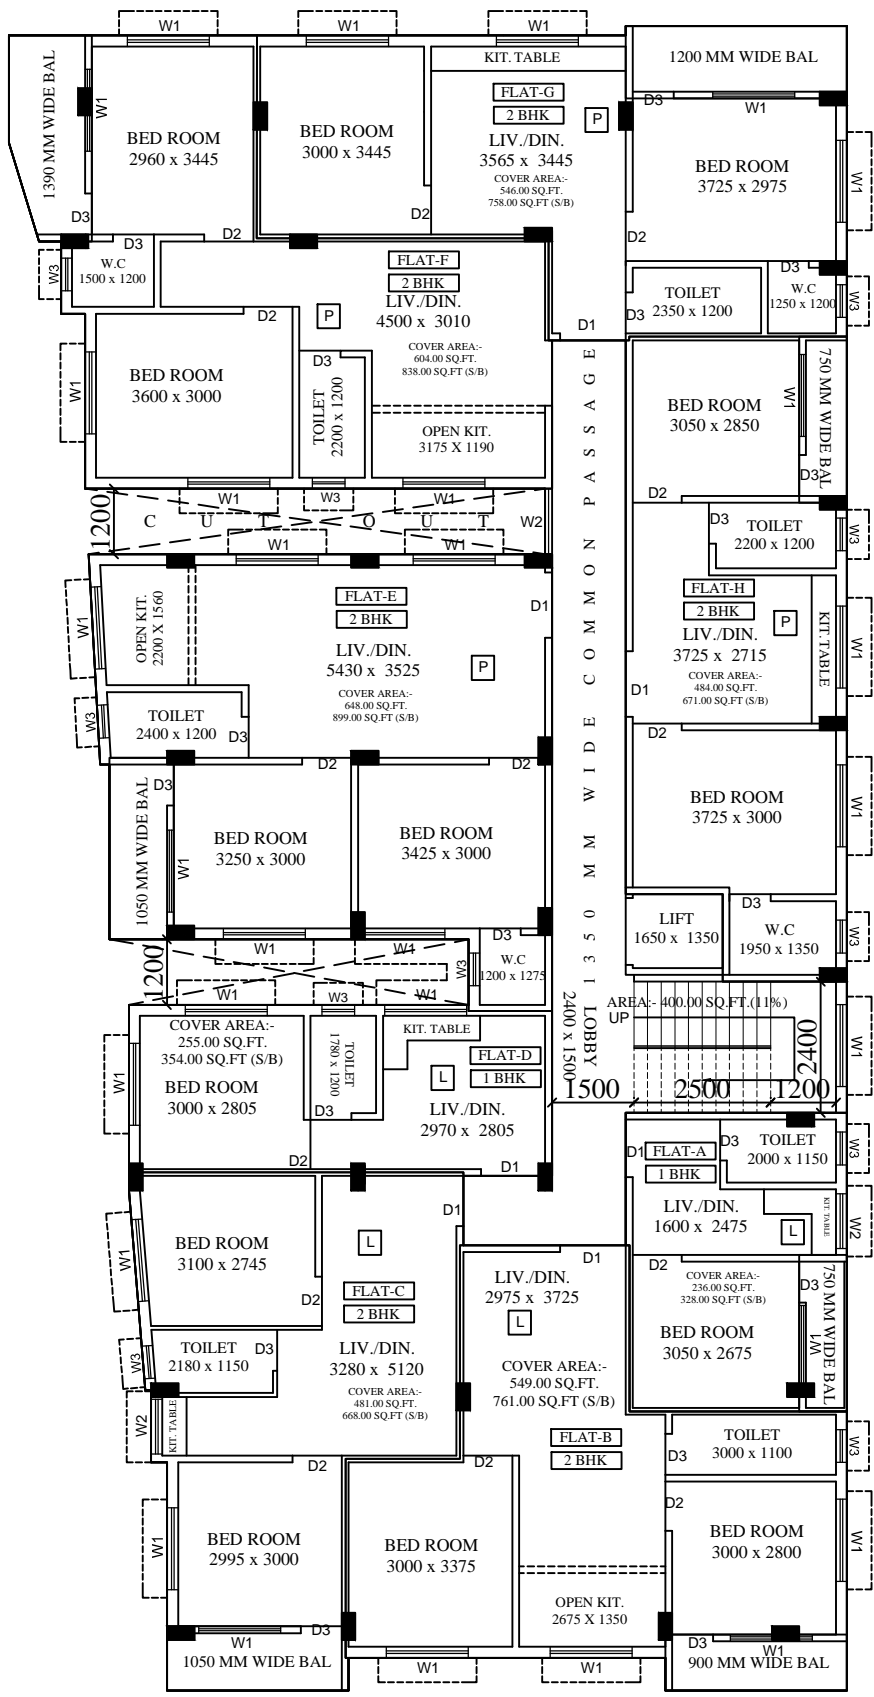 W1
W1
W1
1200 MM WIDE BAL
KIT. TABLE
1390 MM WIDE BAL
W1
BED ROOM
2960 x 3445
D3
D2
BED ROOM
3000 x 3445
D2
FLAT-G
2 BHK
P
LIV./DIN.
3565 x 3445
COVER AREA:-
546.00 SQ.FT.
758.00 SQ.FT (S/B)
D1
D3
W1
BED ROOM
3725 x 2975
W1
D2
D3
W.C
1500 x 1200
W3
FLAT-F
2 BHK
LIV./DIN.
4500 x 3010
P
COVER AREA:-
604.00 SQ.FT.
838.00 SQ.FT (S/B)
TOILET
2350 x 1200
D3
D3
W.C
1250 x 1200
W3
D2
BED ROOM
3600 x 3000
W1
D3
TOILET
2200 x 1200
OPEN KIT.
3175 X 1190
BED ROOM
3050 x 2850
W1
750 MM WIDE BAL
D3
D2
1350 MM WIDE COMMON PASSAGE
1200
W1
W3
W1
CUT OUT
W2
W1
W1
D3
TOILET
2200 x 1200
W3
OPEN KIT.
2200 X 1560
W1
FLAT-E
2 BHK
LIV./DIN.
5430 x 3525
P
COVER AREA:-
648.00 SQ.FT.
899.00 SQ.FT (S/B)
D1
FLAT-H
2 BHK
P
LIV./DIN.
3725 x 2715
COVER AREA:-
484.00 SQ.FT.
671.00 SQ.FT (S/B)
KIT. TABLE
W1
D1
W3
TOILET
2400 x 1200
D3
D2
D2
D2
1050 MM WIDE BAL
D3
W1
BED ROOM
3250 x 3000
BED ROOM
3425 x 3000
BED ROOM
3725 x 3000
W1
LIFT
1650 x 1350
D3
W.C
1950 x 1350
W3
1200
W1
W1
W1
W3
W1
W3
D3
W.C
1200 x 1275
LOBBY
2400 x 1500
AREA:- 400.00 SQ.FT.(11%)
UP
2400
1500
2500
1200
W1
COVER AREA:-
255.00 SQ.FT.
354.00 SQ.FT (S/B)
BED ROOM
3000 x 2805
W1
D2
TOILET
1780 x 1200
D3
KIT. TABLE
FLAT-D
1 BHK
L
LIV./DIN.
2970 x 2805
D1
D1
FLAT-A
1 BHK
D3
TOILET
2000 x 1150
W3
LIV./DIN.
1600 x 2475
KIT. TABLE
L
W2
BED ROOM
3100 x 2745
W1
D2
L
D1
FLAT-C
2 BHK
LIV./DIN.
3280 x 5120
COVER AREA:-
481.00 SQ.FT.
668.00 SQ.FT (S/B)
D1
LIV./DIN.
2975 x 3725
L
COVER AREA:-
549.00 SQ.FT.
761.00 SQ.FT (S/B)
FLAT-B
2 BHK
D2
COVER AREA:-
236.00 SQ.FT.
328.00 SQ.FT (S/B)
BED ROOM
3050 x 2675
D3
W1
750 MM WIDE BAL
W3
TOILET
2180 x 1150
D3
W2
KIT. TABLE
TOILET
3000 x 1100
D3
W3
D2
D2
D2
W1
BED ROOM
2995 x 3000
BED ROOM
3000 x 3375
BED ROOM
3000 x 2800
W1
OPEN KIT.
2675 X 1350
D3
W1
1050 MM WIDE BAL
W1
W1
D3
W1
900 MM WIDE BAL